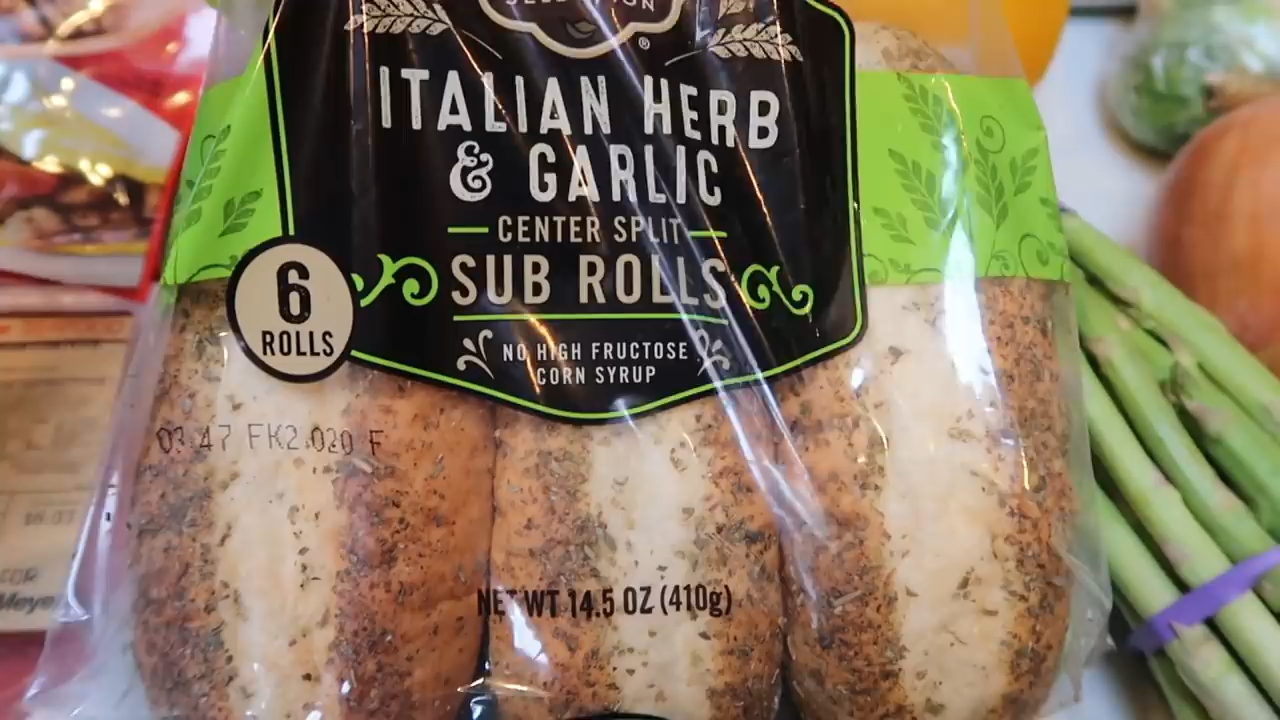 SELECTION
®
ITALIAN HERB
& GARLIC
CENTER SPLIT
SUB ROLLS
6
ROLLS
NO HIGH FRUCTOSE
CORN SYRUP
03:47 FK2 020 F
NET WT 14.5 OZ (410g)